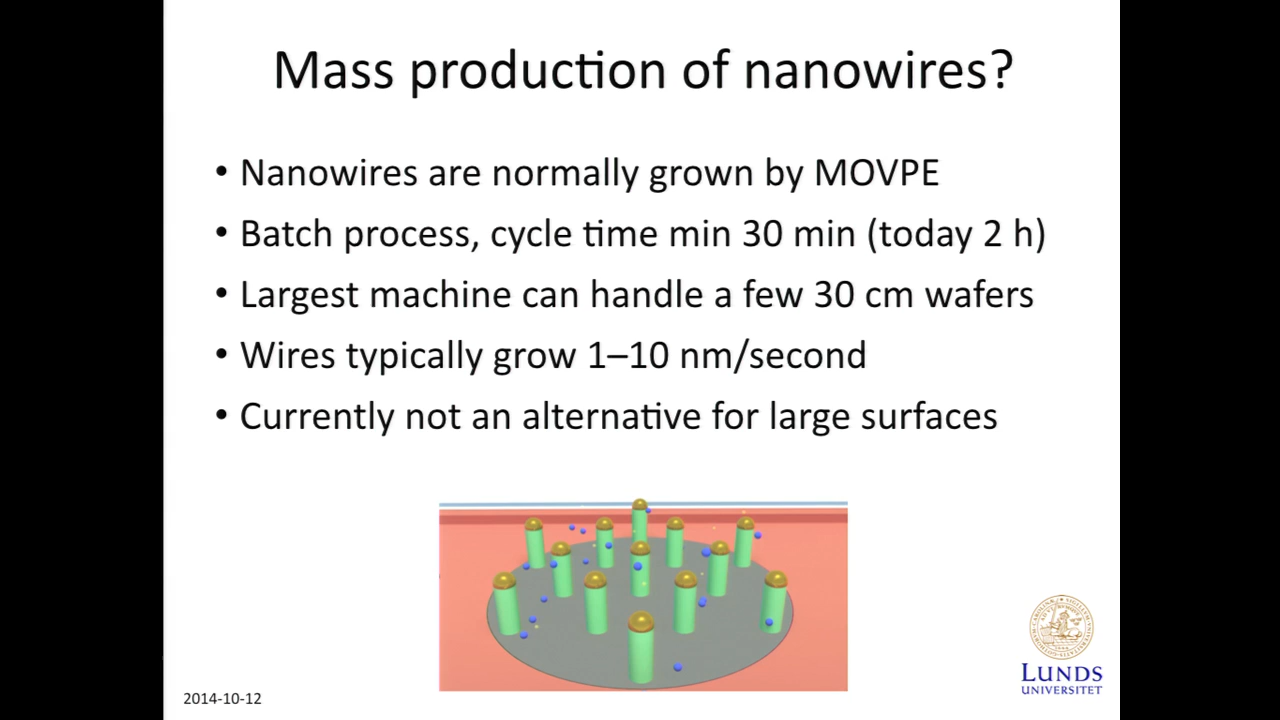 Mass production of nanowires?
• Nanowires are normally grown by MOVPE
• Batch process, cycle time min 30 min (today 2 h)
• Largest machine can handle a few 30 cm wafers
• Wires typically grow 1–10 nm/second
• Currently not an alternative for large surfaces
2014-10-12
LUNDS
UNIVERSITET